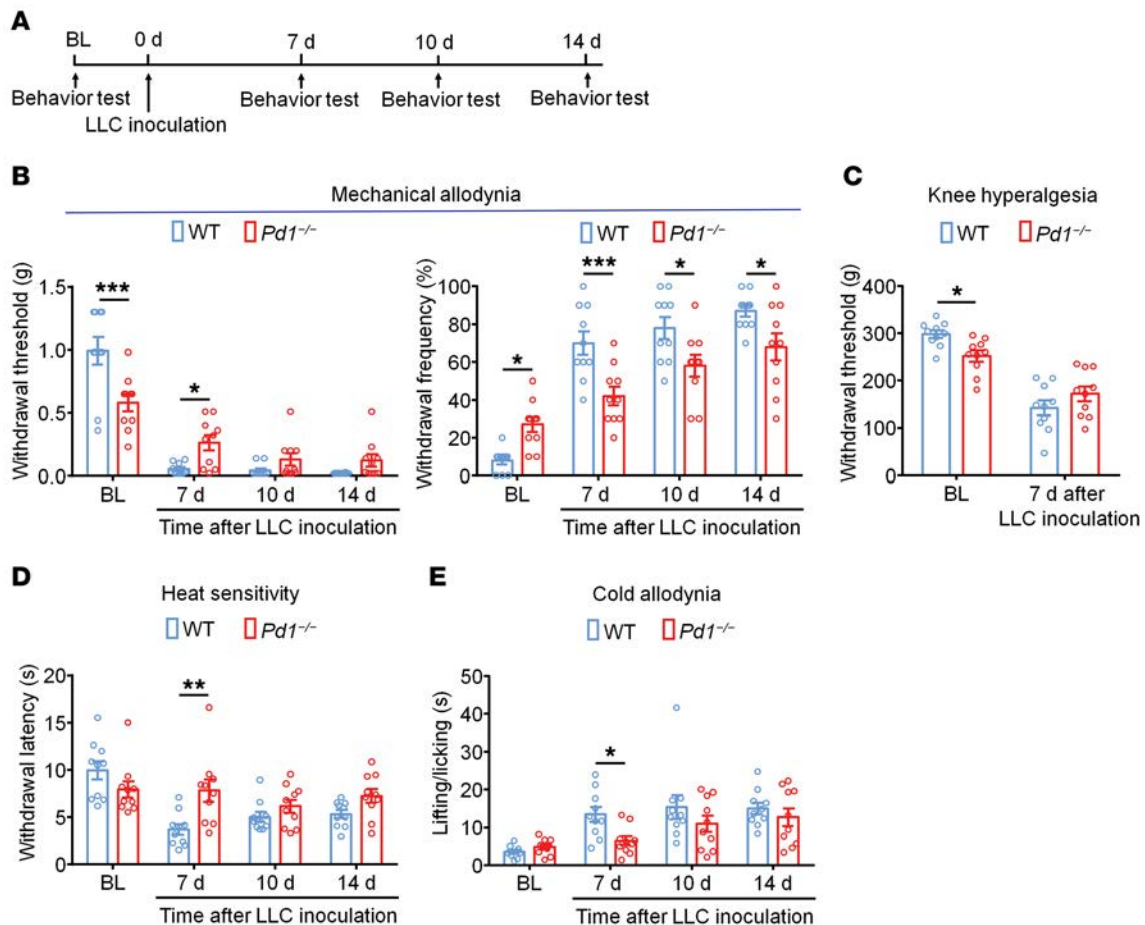 A
BL 0 d 7 d 10 d 14 d
Behavior test Behavior test Behavior test Behavior test
LLC inoculation
B
Mechanical allodynia
WT Pd1−/−
Withdrawal threshold (g)
1.5
1.0
0.5
0.0
*** *
BL 7 d 10 d 14 d
Time after LLC inoculation
WT Pd1−/−
Withdrawal frequency (%)
100
80
60
40
20
0
* *** * *
BL 7 d 10 d 14 d
Time after LLC inoculation
C
Knee hyperalgesia
WT Pd1−/−
Withdrawal threshold (g)
400
300
200
100
0
*
BL 7 d after
LLC inoculation
D
Heat sensitivity
WT Pd1−/−
Withdrawal latency (s)
20
15
10
5
0
**
BL 7 d 10 d 14 d
Time after LLC inoculation
E
Cold allodynia
WT Pd1−/−
Lifting/licking (s)
50
40
30
20
10
0
*
BL 7 d 10 d 14 d
Time after LLC inoculation